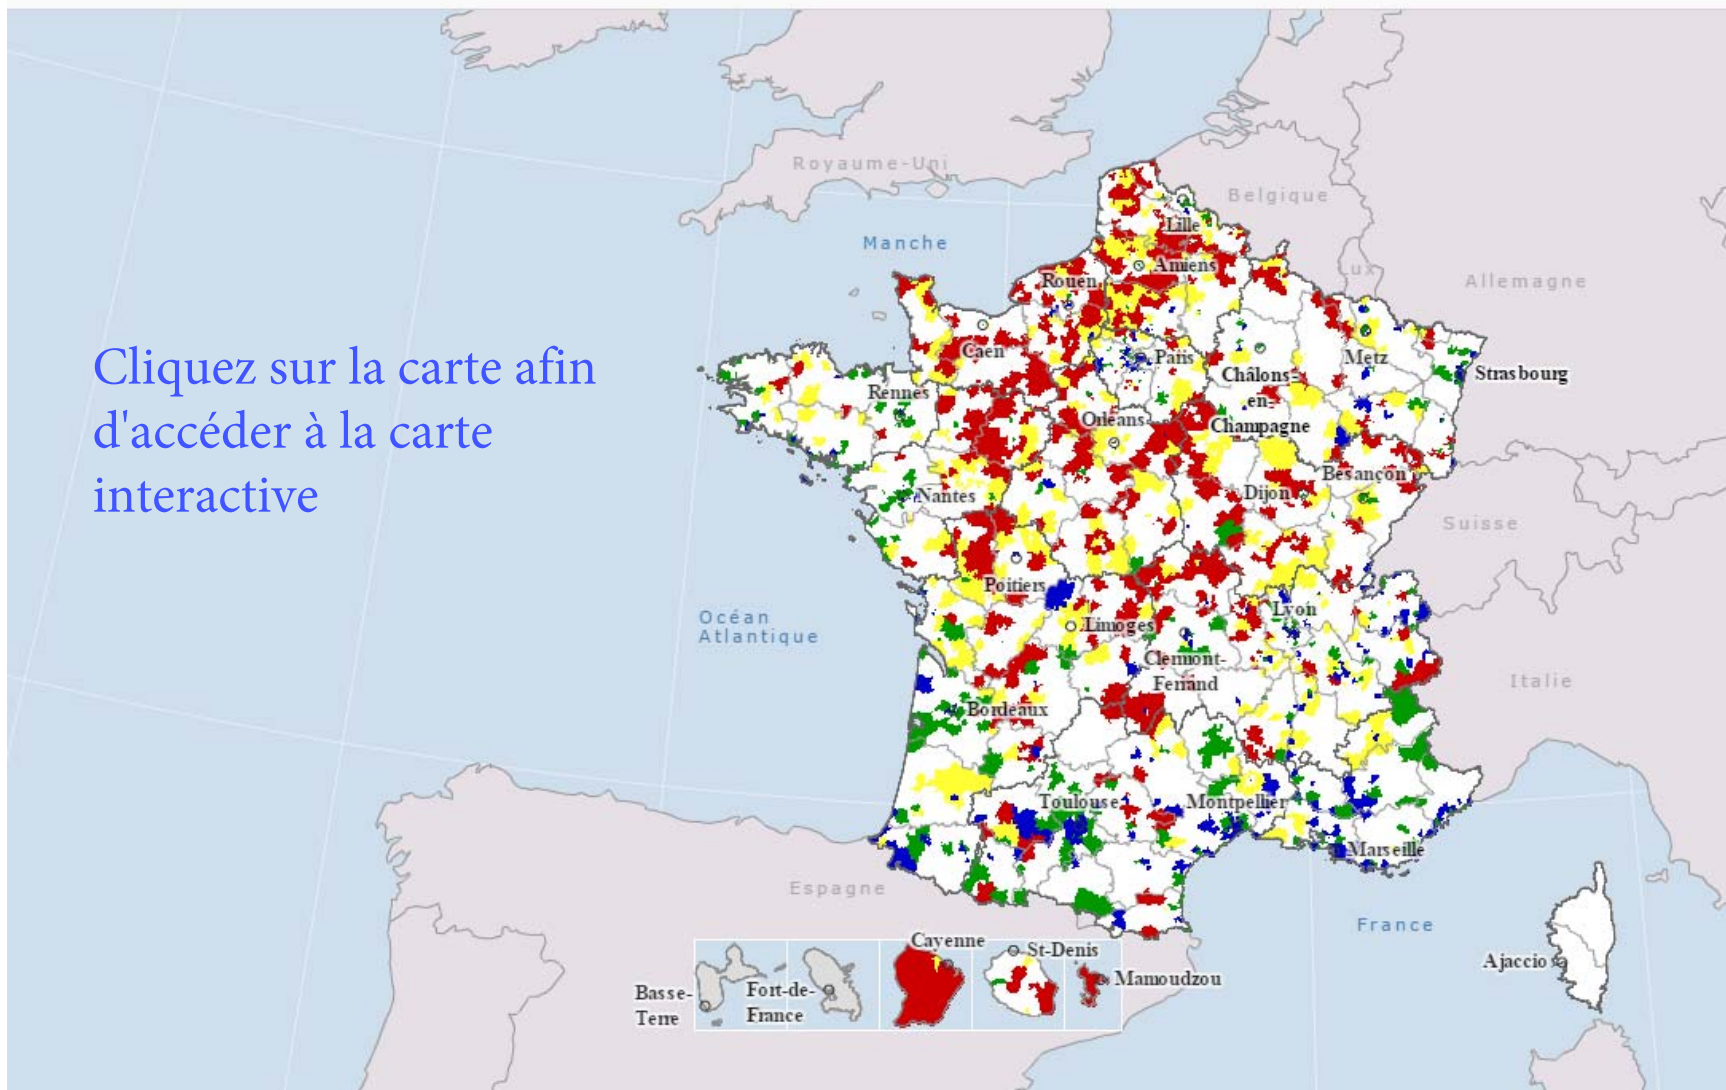 Royaume-Uni
Belgique
Lille
Manche
Amiens
Lux
Rouen
Allemagne
Cliquez sur la carte afin
d'accéder à la carte
interactive
Caen
Paris
Metz
Châlons-
en-
Champagne
Strasbourg
Rennes
Orléans
Besançon
Nantes
Dijon
Suisse
Poitiers
Océan
Atlantique
Lyon
Limoges
Clermont-
Ferrand
Italie
Bordeaux
Toulouse
Montpellier
Marseille
Espagne
France
Cayenne
St-Denis
Ajaccio
Mamoudzou
Basse-
Terre
Fort-de-
France